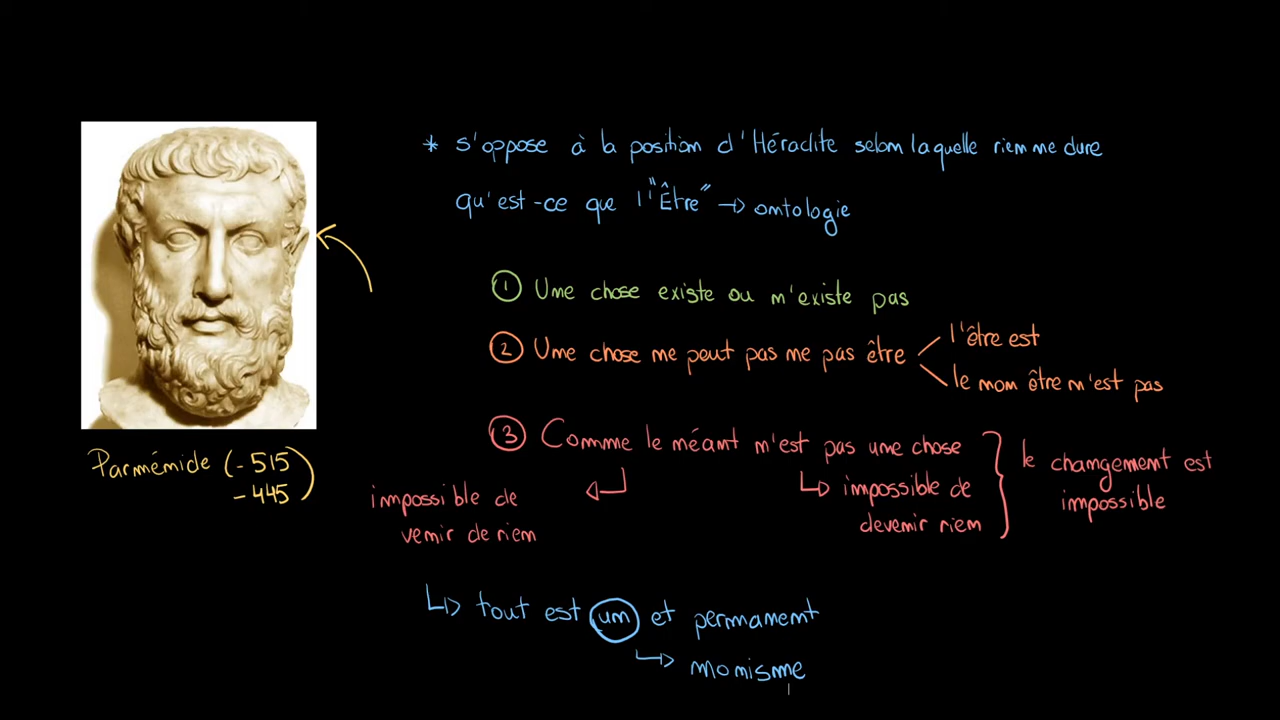 * s'oppose à la position d'Héraclite selon laquelle rien ne dure
qu'est-ce que l'"Être" → ontologie
① Une chose existe ou n'existe pas
② Une chose ne peut pas ne pas être
l'être est
le non être n'est pas
③ Comme le néant n'est pas une chose
impossible de
venir de rien
impossible de
devenir rien
le changement est
impossible
Parménide (-515
-445)
↳ tout est un et permanent
↳ monisme